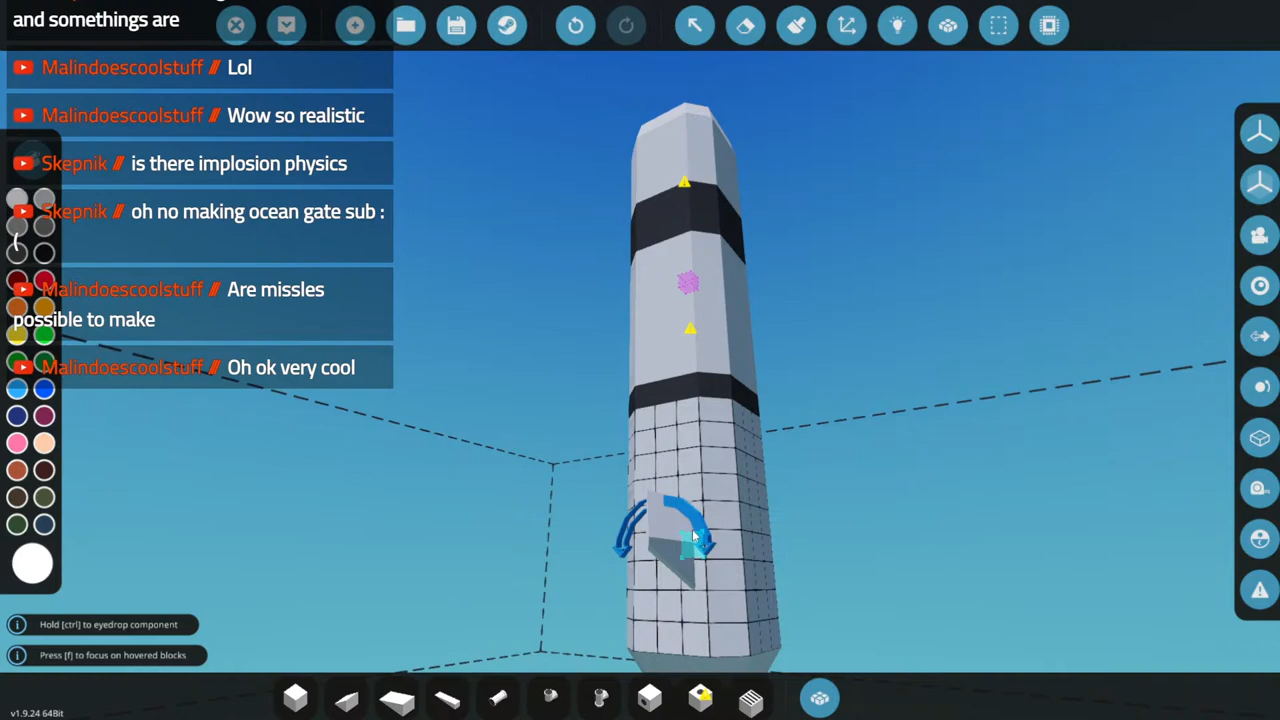 and somethings are
Malindoescoolstuff // Lol
Malindoescoolstuff // Wow so realistic
Skepnik // is there implosion physics
Skepnik // oh no making ocean gate sub :
(
Malindoescoolstuff // Are missles
possible to make
Malindoescoolstuff // Oh ok very cool
Hold [ctrl] to eyedrop component
Press [f] to focus on hovered blocks
v1.9.24 64Bit